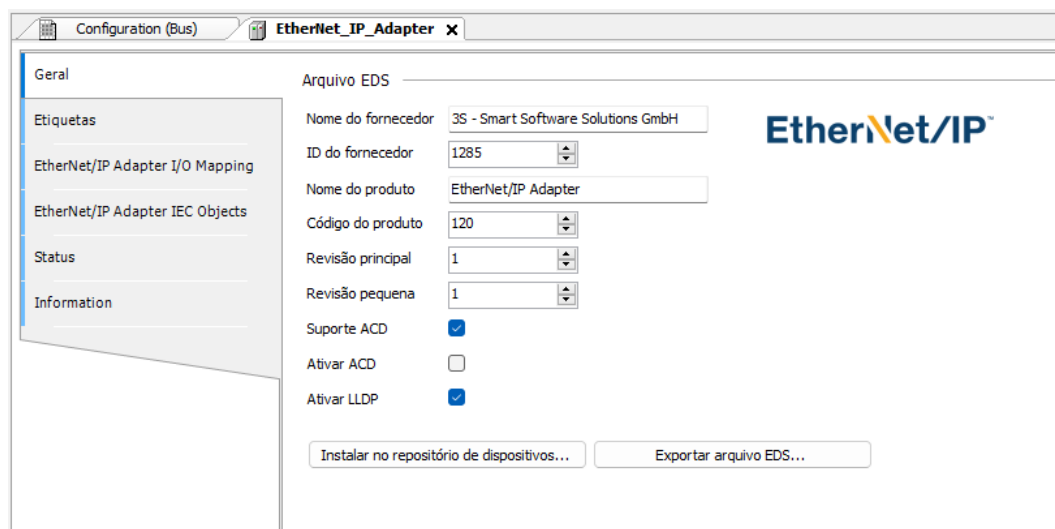 Configuration (Bus)
EtherNet_IP_Adapter
Geral
Etiquetas
EtherNet/IP Adapter I/O Mapping
EtherNet/IP Adapter IEC Objects
Status
Information
Arquivo EDS
Nome do fornecedor 3S - Smart Software Solutions GmbH
EtherNet/IP™
ID do fornecedor 1285
Nome do produto EtherNet/IP Adapter
Código do produto 120
Revisão principal 1
Revisão pequena 1
Suporte ACD
Ativar ACD
Ativar LLDP
Instalar no repositório de dispositivos...
Exportar arquivo EDS...